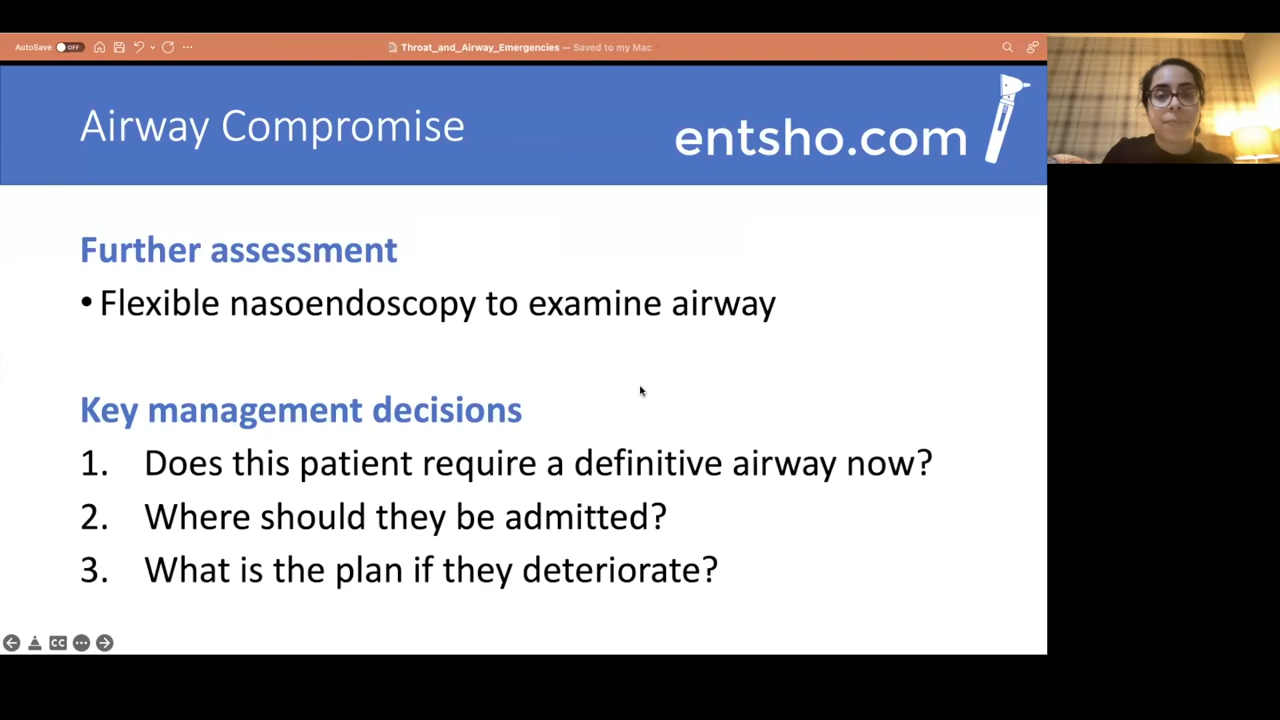 AutoSave OFF
Throat_and_Airway_Emergencies — Saved to my Mac
Airway Compromise
entsho.com
Further assessment
• Flexible nasoendoscopy to examine airway
Key management decisions
1. Does this patient require a definitive airway now?
2. Where should they be admitted?
3. What is the plan if they deteriorate?
CC